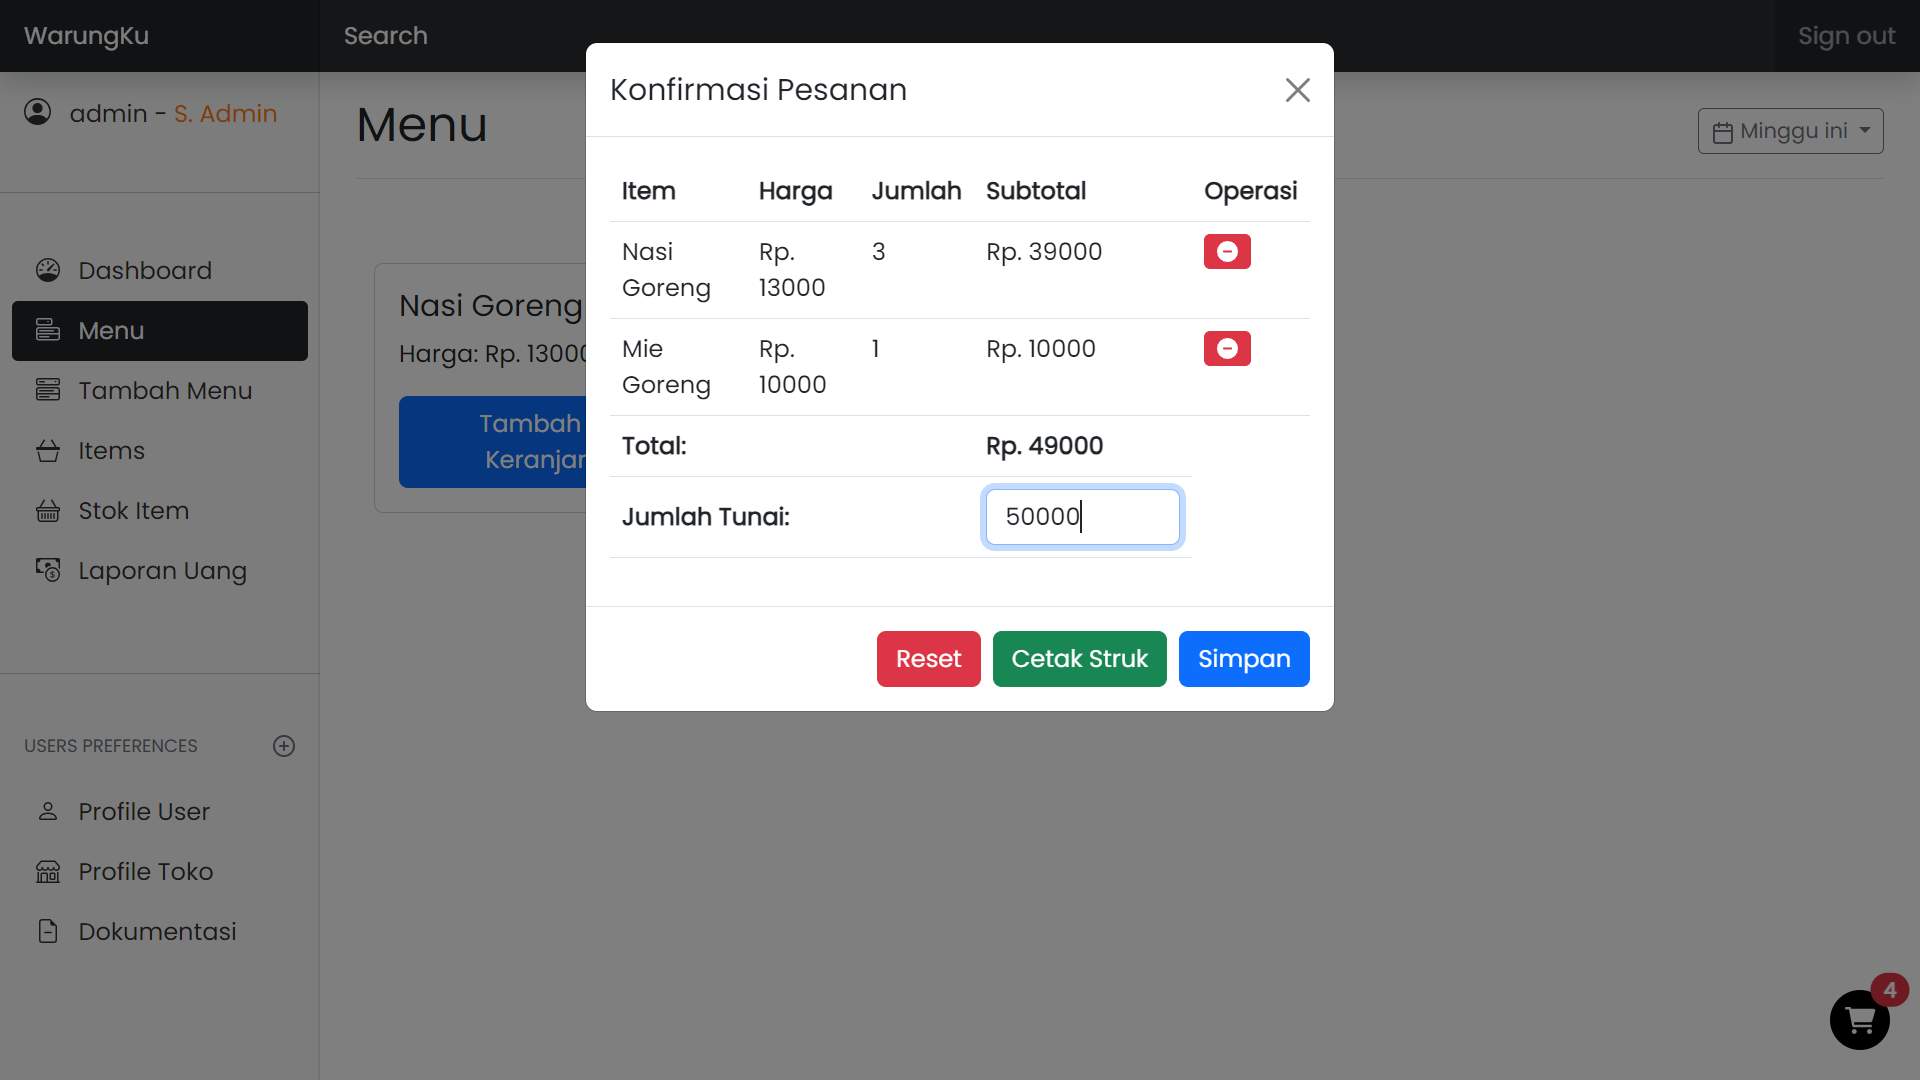 WarungKu
Search
Sign out
admin - S. Admin
Dashboard
Menu
Tambah Menu
Items
Stok Item
Laporan Uang
USERS PREFERENCES
Profile User
Profile Toko
Dokumentasi
Menu
Minggu ini
Nasi Goreng
Harga: Rp. 13000
Tambah
Konfirmasi Pesanan
Item Harga Jumlah Subtotal Operasi
Nasi Rp. 3 Rp. 39000
Goreng 13000
Mie Rp. 1 Rp. 10000
Goreng 10000
Total: Rp. 49000
Jumlah Tunai: 50000
Reset Cetak Struk Simpan
4